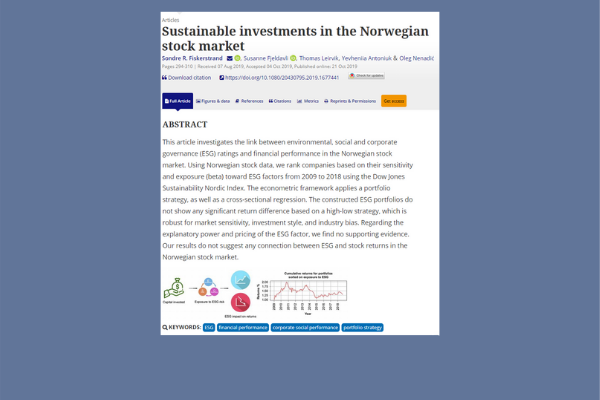 Articles
Sustainable investments in the Norwegian
stock market
Sandre R. Fiskerstrand, Susanne Fjeldavli, Thomas Leirvik, Yevheniia Antoniuk & Oleg Nenadić
Pages 294-310 | Received 07 Aug 2019, Accepted 04 Oct 2019, Published online: 21 Oct 2019
Download citation https://doi.org/10.1080/20430795.2019.1677441 Check for updates
Full Article Figures & data References Citations Metrics Reprints & Permissions Get access
ABSTRACT
This article investigates the link between environmental, social and corporate
governance (ESG) ratings and financial performance in the Norwegian stock
market. Using Norwegian stock data, we rank companies based on their sensitivity
and exposure (beta) toward ESG factors from 2009 to 2018 using the Dow Jones
Sustainability Nordic Index. The econometric framework applies a portfolio
strategy, as well as a cross-sectional regression. The constructed ESG portfolios do
not show any significant return difference based on a high-low strategy, which is
robust for market sensitivity, investment style, and industry bias. Regarding the
explanatory power and pricing of the ESG factor, we find no supporting evidence.
Our results do not suggest any connection between ESG and stock returns in the
Norwegian stock market.
Cumulative returns for portfolios
sorted on exposure to ESG
Capital invested
Exposure to ESG risk
ESG based on returns
Returns %
Year
KEYWORDS: ESG financial performance corporate social performance portfolio strategy